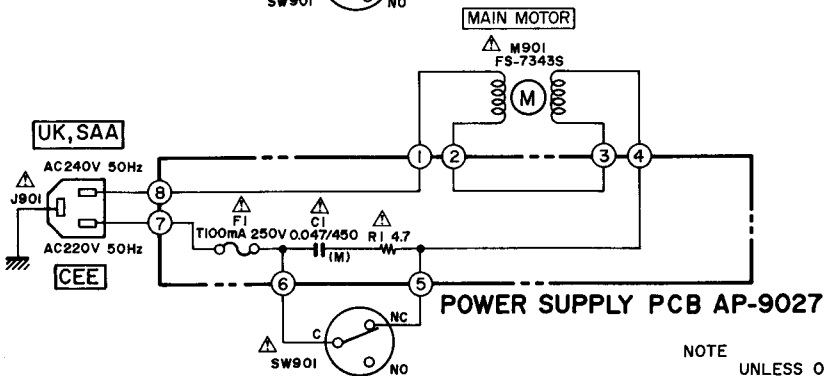 SW901
NO
MAIN MOTOR
M901
FS-7343S
M
UK, SAA
1
2
3
4
AC240V 50Hz
J901
8
7
F1
C1
T100mA 250V
0.047/450
R1 4.7
(M)
AC220V 50Hz
CEE
6
5
POWER SUPPLY PCB AP-9027
NC
C
SW901
NO
NOTE
UNLESS O